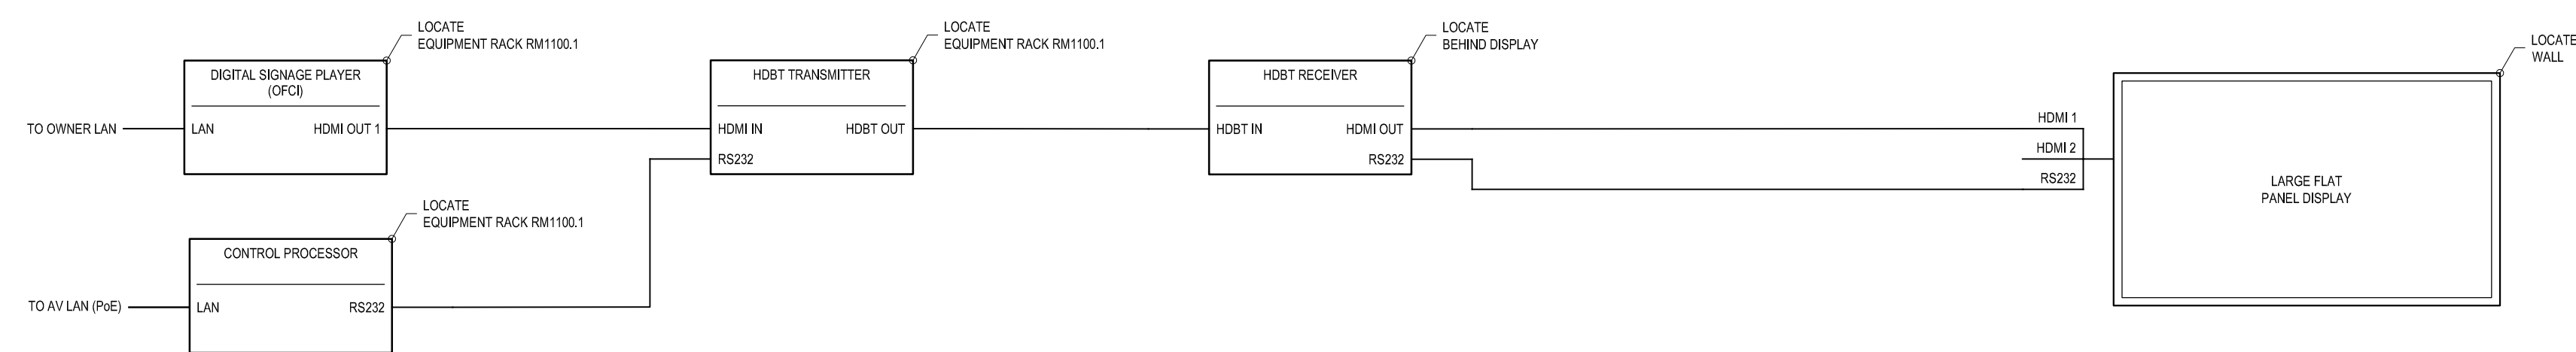 LOCATE
EQUIPMENT RACK RM1100.1
LOCATE
EQUIPMENT RACK RM1100.1
LOCATE
BEHIND DISPLAY
LOCATE
WALL
DIGITAL SIGNAGE PLAYER
(OFCI)
HDBT TRANSMITTER
HDBT RECEIVER
TO OWNER LAN
LAN
HDMI OUT 1
HDMI IN
HDBT OUT
RS232
HDBT IN
HDMI OUT
RS232
HDMI 1
HDMI 2
RS232
LARGE FLAT
PANEL DISPLAY
LOCATE
EQUIPMENT RACK RM1100.1
CONTROL PROCESSOR
TO AV LAN (PoE)
LAN
RS232